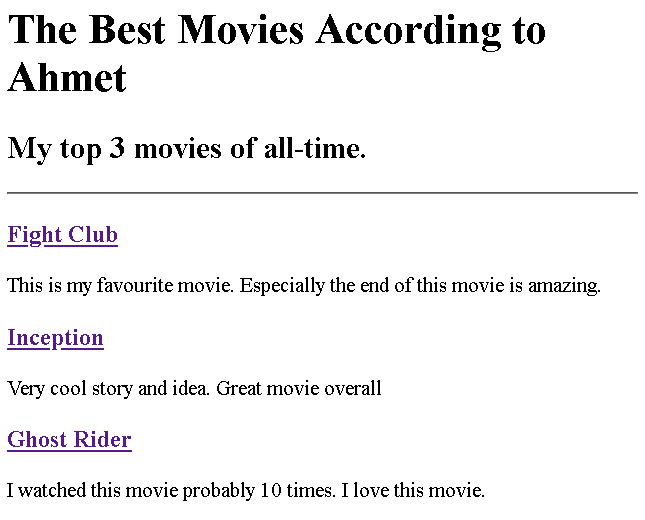 The Best Movies According to
Ahmet
My top 3 movies of all-time.
Fight Club
This is my favourite movie. Especially the end of this movie is amazing.
Inception
Very cool story and idea. Great movie overall
Ghost Rider
I watched this movie probably 10 times. I love this movie.